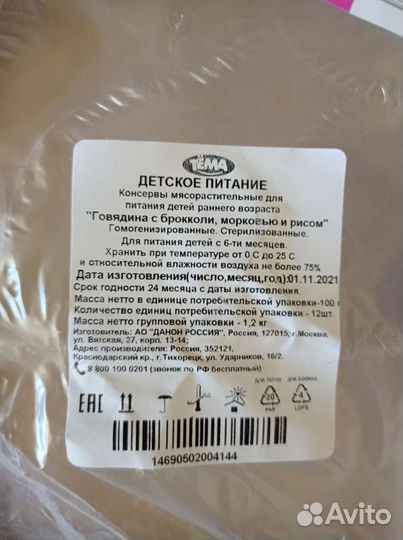 ТЁМА
ДЕТСКОЕ ПИТАНИЕ
Консервы мясорастительные для
питания детей раннего возраста
"Говядина с брокколи, морковью и рисом"
Гомогенизированные. Стерилизованные.
Для питания детей с 6-ти месяцев.
Хранить при температуре от 0 С до 25 С
и относительной влажности воздуха не более 75%
Дата изготовления(число,месяц,год):01.11.2021
Срок годности 24 месяца с даты изготовления.
Масса нетто в единице потребительской упаковки-100 г
Количество единиц потребительской упаковки - 12шт.
Масса нетто групповой упаковки - 1,2 кг
Изготовитель: АО "ДАНОН РОССИЯ", Россия, 127015, г.Москва,
ул. Вятская, 27, корп. 13-14;
Адрес производителя: Россия, 352121,
Краснодарский кр., г.Тихорецк, ул. Ударников, 16/2.
8 800 100 0201 (звонок по РФ бесплатный)
EAC
20
PAP
4
LDPE
14690502004144
Avito